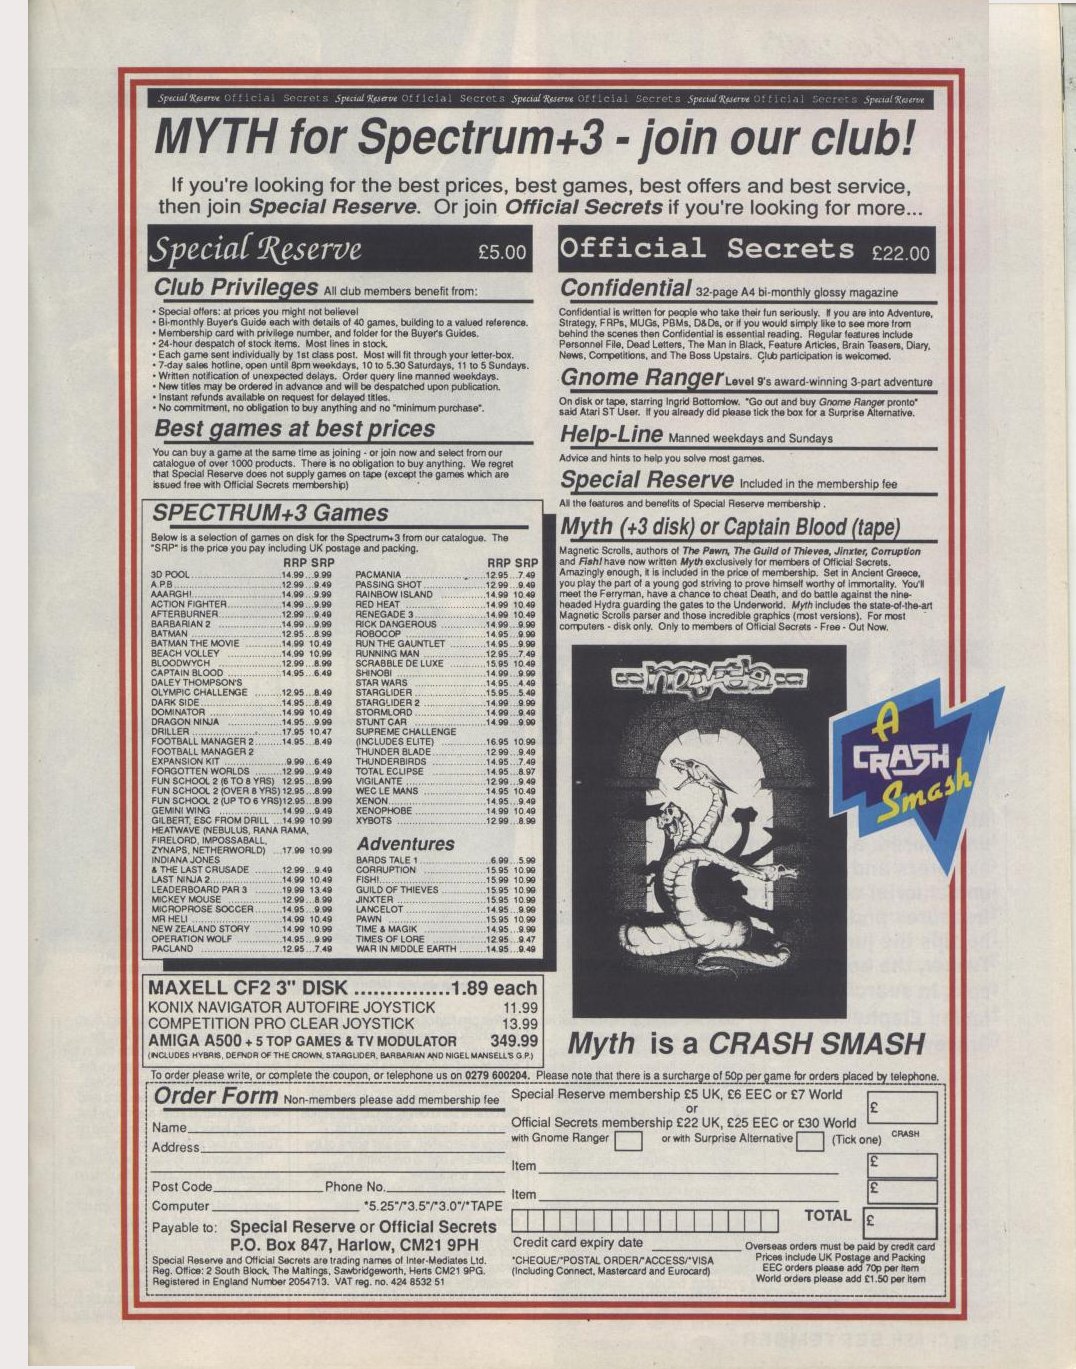 Special Reserve Official Secrets Special Reserve Official Secrets Special Reserve Official Secrets Special Reserve Official Secrets Special Reserve
MYTH for Spectrum+3 - join our club!
If you're looking for the best prices, best games, best offers and best service,
then join Special Reserve. Or join Official Secrets if you're looking for more...
Special Reserve £5.00
Club Privileges All club members benefit from:
• Special offers: at prices you might not believe!
• Bi-monthly Buyer's Guide each with details of 40 games, building to a valued reference.
• Membership card with privilege number, and folder for the Buyer's Guides.
• 24-hour despatch of stock items. Most lines in stock.
• Each game sent individually by 1st class post. Most will fit through your letter-box.
• 7-day sales hotline, open until 8pm weekdays, 10 to 5.30 Saturdays, 11 to 5 Sundays.
• Written notification of unexpected delays. Order query line manned weekdays.
• New titles may be ordered in advance and will be despatched upon publication.
• Instant refunds available on request for delayed titles.
• No commitment, no obligation to buy anything and no "minimum purchase".
Best games at best prices
You can buy a game at the same time as joining - or join now and select from our
catalogue of over 1000 products. There is no obligation to buy anything. We regret
that Special Reserve does not supply games on tape (except the games which are
issued free with Official Secrets membership)
SPECTRUM+3 Games
Below is a selection of games on disk for the Spectrum+3 from our catalogue. The
"SRP" is the price you pay including UK postage and packing.
RRP SRP
3D POOL 14.99 9.99
A.P.B 12.99 9.49
AAARGH! 14.99 9.99
ACTION FIGHTER 14.99 9.99
AFTERBURNER 12.99 9.49
BARBARIAN 2 14.99 9.99
BATMAN 12.95 8.99
BATMAN THE MOVIE 14.99 10.49
BEACH VOLLEY 14.99 10.99
BLOODWYCH 12.99 8.99
CAPTAIN BLOOD 14.95 6.49
DALEY THOMPSON'S
OLYMPIC CHALLENGE 12.95 8.49
DARK SIDE 14.95 8.49
DOMINATOR 14.99 10.49
DRAGON NINJA 14.95 9.99
DRILLER 17.95 10.47
FOOTBALL MANAGER 2 14.95 8.49
FOOTBALL MANAGER 2
EXPANSION KIT 9.99 6.49
FORGOTTEN WORLDS 12.99 9.49
FUN SCHOOL 2 (6 TO 8 YRS) 12.95 8.99
FUN SCHOOL 2 (OVER 8 YRS) 12.95 8.99
FUN SCHOOL 2 (UP TO 6 YRS) 12.95 8.99
GEMINI WING 14.99 9.49
GILBERT, ESC FROM DRILL 14.99 10.99
HEATWAVE (NEBULUS, RANA RAMA,
FIRELORD, IMPOSSABALL,
ZYNAPS, NETHERWORLD) 17.99 10.99
INDIANA JONES
& THE LAST CRUSADE 12.99 9.49
LAST NINJA 2 14.99 10.49
LEADERBOARD PAR 3 19.99 13.49
MICKEY MOUSE 12.99 8.99
MICROPROSE SOCCER 14.95 9.99
MR HELI 14.99 10.49
NEW ZEALAND STORY 14.99 10.99
OPERATION WOLF 14.95 9.99
PACLAND 12.95 7.49
RRP SRP
PACMANIA 12.95 7.49
PASSING SHOT 12.99 9.49
RAINBOW ISLAND 14.99 10.49
RED HEAT 14.99 10.49
RENEGADE 3 14.99 10.49
RICK DANGEROUS 14.99 9.99
ROBOCOP 14.95 9.99
RUN THE GAUNTLET 14.95 9.99
RUNNING MAN 12.95 7.49
SCRABBLE DE LUXE 15.95 10.49
SHINOBI 14.99 9.99
STAR WARS 14.95 4.49
STARGLIDER 15.95 5.49
STARGLIDER 2 14.99 9.99
STORMLORD 14.99 9.49
STUNT CAR 14.99 9.99
SUPREME CHALLENGE
(INCLUDES ELITE) 16.95 10.99
THUNDER BLADE 12.99 9.49
THUNDERBIRDS 14.95 7.49
TOTAL ECLIPSE 14.95 8.97
VIGILANTE 12.99 9.49
WEC LE MANS 14.95 10.49
XENON 14.95 9.49
XENOPHOBE 14.99 10.49
XYBOTS 12.99 8.99
Adventures
BARDS TALE 1 6.99 5.99
CORRUPTION 15.95 10.99
FISH! 15.99 10.99
GUILD OF THIEVES 15.95 10.99
JINXTER 15.95 10.99
LANCELOT 14.95 9.99
PAWN 15.95 10.99
TIME & MAGIK 14.95 9.99
TIMES OF LORE 12.95 9.47
WAR IN MIDDLE EARTH 14.95 9.49
MAXELL CF2 3" DISK ...............1.89 each
KONIX NAVIGATOR AUTOFIRE JOYSTICK 11.99
COMPETITION PRO CLEAR JOYSTICK 13.99
AMIGA A500 + 5 TOP GAMES & TV MODULATOR 349.99
(INCLUDES HYBRIS, DEFNDR OF THE CROWN, STARGLIDER, BARBARIAN AND NIGEL MANSELL'S G.P.)
Official Secrets £22.00
Confidential 32-page A4 bi-monthly glossy magazine
Confidential is written for people who take their fun seriously. If you are into Adventure,
Strategy, FRPs, MUGs, PBMs, D&Ds, or if you would simply like to see more from
behind the scenes then Confidential is essential reading. Regular features include
Personnel File, Dead Letters, The Man in Black, Feature Articles, Brain Teasers, Diary,
News, Competitions, and The Boss Upstairs. Club participation is welcomed.
Gnome Ranger Level 9's award-winning 3-part adventure
On disk or tape, starring Ingrid Bottomlow. "Go out and buy Gnome Ranger pronto"
said Atari ST User. If you already did please tick the box for a Surprise Alternative.
Help-Line Manned weekdays and Sundays
Advice and hints to help you solve most games.
Special Reserve Included in the membership fee
All the features and benefits of Special Reserve membership .
Myth (+3 disk) or Captain Blood (tape)
Magnetic Scrolls, authors of The Pawn, The Guild of Thieves, Jinxter, Corruption
and Fish! have now written Myth exclusively for members of Official Secrets.
Amazingly enough, it is included in the price of membership. Set in Ancient Greece,
you play the part of a young god striving to prove himself worthy of immortality. You'll
meet the Ferryman, have a chance to cheat Death, and do battle against the nine-
headed Hydra guarding the gates to the Underworld. Myth includes the state-of-the-art
Magnetic Scrolls parser and those incredible graphics (most versions). For most
computers - disk only. Only to members of Official Secrets - Free - Out Now.
myth
A
CRASH
Smash
Myth is a CRASH SMASH
To order please write, or complete the coupon, or telephone us on 0279 600204. Please note that there is a surcharge of 50p per game for orders placed by telephone.
Order Form Non-members please add membership fee
Name
Address
Post Code Phone No.
Computer *5.25"/*3.5"/*3.0"/*TAPE
Payable to: Special Reserve or Official Secrets
P.O. Box 847, Harlow, CM21 9PH
Special Reserve and Official Secrets are trading names of Inter-Mediates Ltd.
Reg. Office: 2 South Block, The Maltings, Sawbridgeworth, Herts CM21 9PG.
Registered in England Number 2054713. VAT reg. no. 424 8532 51
Special Reserve membership £5 UK, £6 EEC or £7 World
or
Official Secrets membership £22 UK, £25 EEC or £30 World £
with Gnome Ranger or with Surprise Alternative (Tick one) CRASH
Item £
Item £
TOTAL £
Credit card expiry date
*CHEQUE/*POSTAL ORDER/*ACCESS/*VISA
(Including Connect, Mastercard and Eurocard)
Overseas orders must be paid by credit card
Prices include UK Postage and Packing
EEC orders please add 70p per item
World orders please add £1.50 per item